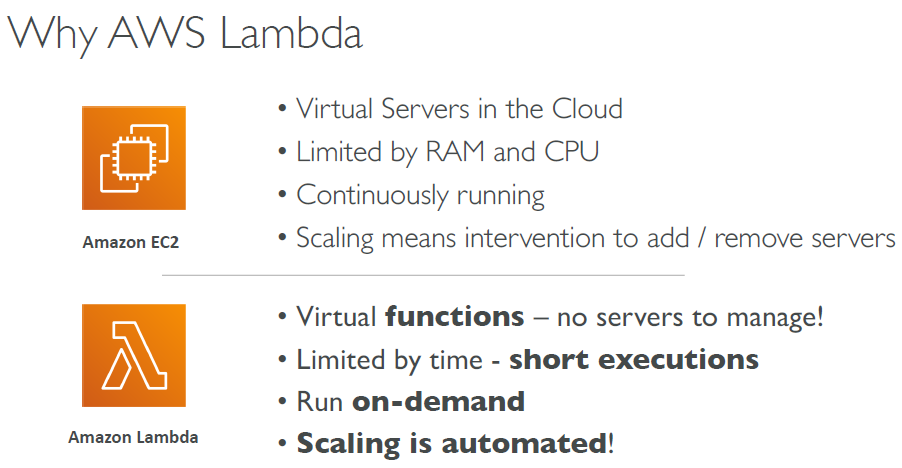 Why AWS Lambda
• Virtual Servers in the Cloud
• Limited by RAM and CPU
• Continuously running
• Scaling means intervention to add / remove servers
Amazon EC2
• Virtual functions – no servers to manage!
• Limited by time - short executions
• Run on-demand
• Scaling is automated!
Amazon Lambda